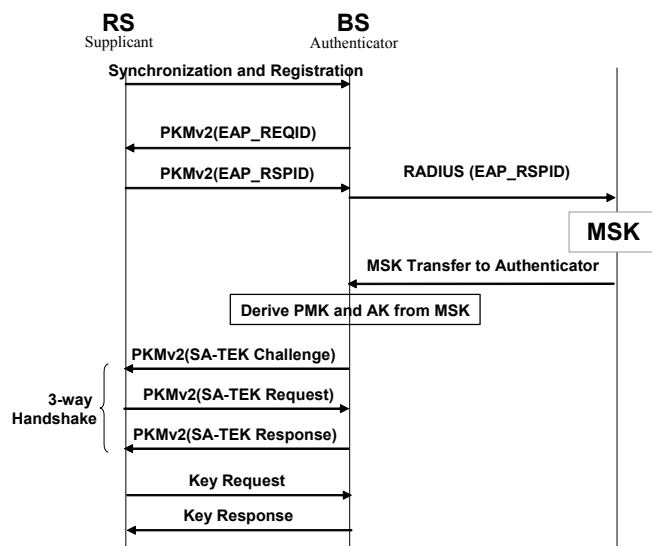 RS
Supplicant
BS
Authenticator
Synchronization and Registration
PKMv2(EAP_REQID)
PKMv2(EAP_RSPID)
RADIUS (EAP_RSPID)
MSK
MSK Transfer to Authenticator
Derive PMK and AK from MSK
PKMv2(SA-TEK Challenge)
3-way
Handshake
PKMv2(SA-TEK Request)
PKMv2(SA-TEK Response)
Key Request
Key Response